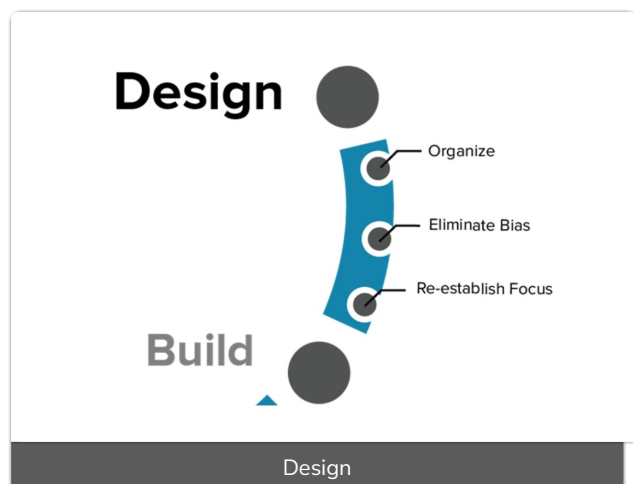 Design
Organize
Eliminate Bias
Re-establish Focus
Build
Design